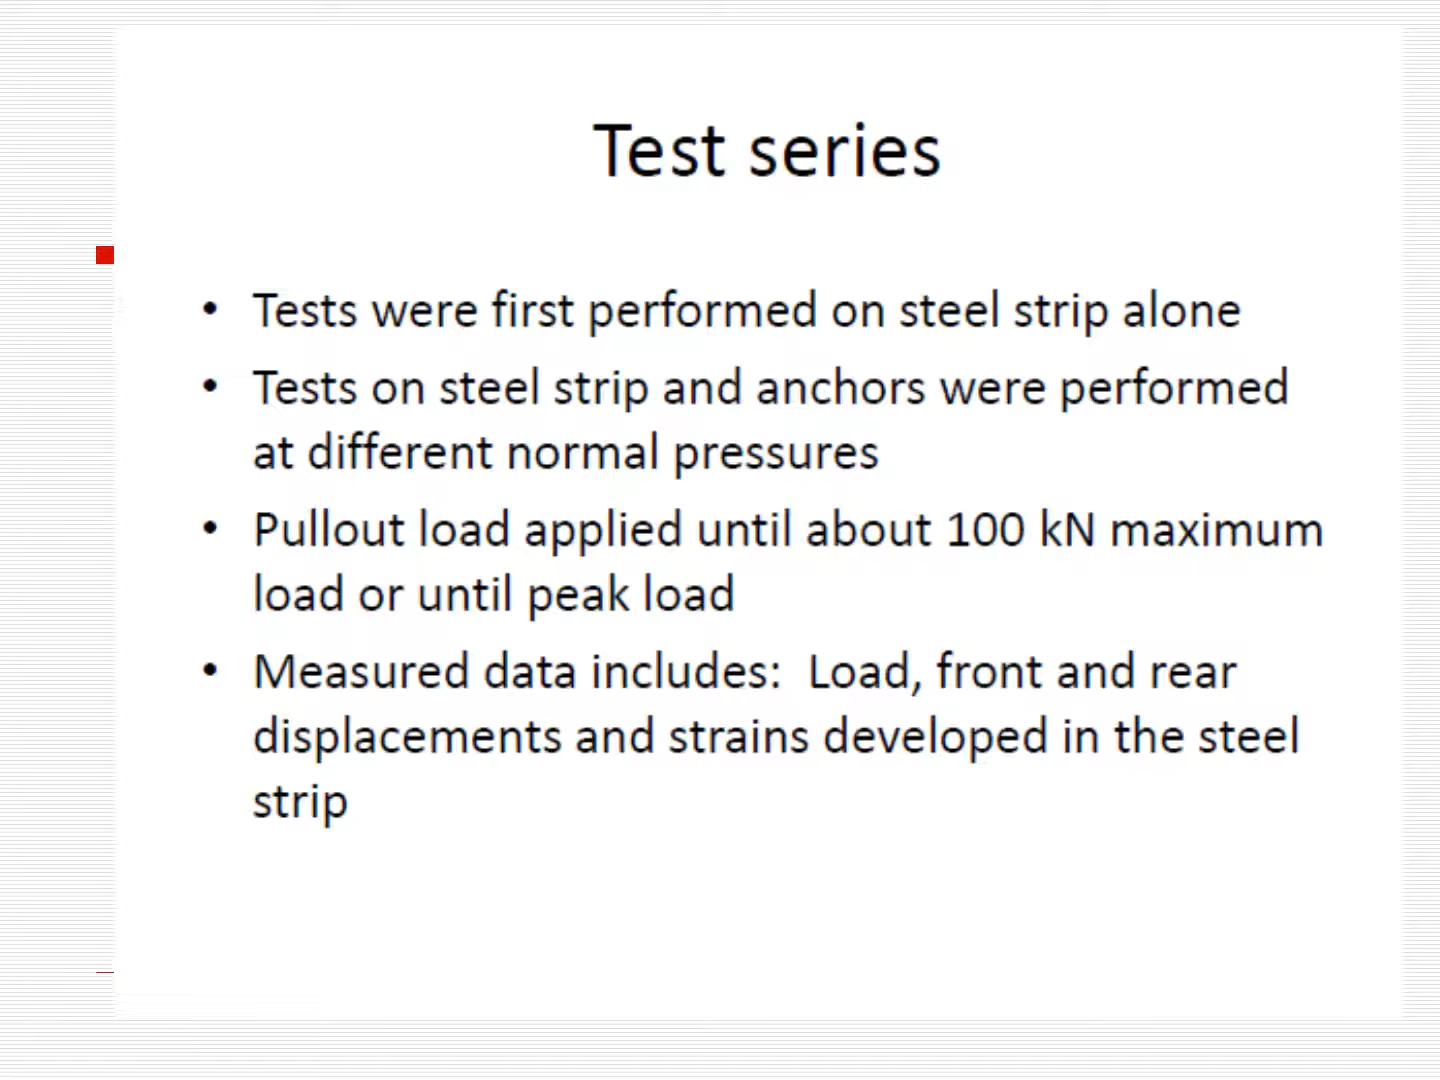 Test series
• Tests were first performed on steel strip alone
• Tests on steel strip and anchors were performed
at different normal pressures
• Pullout load applied until about 100 kN maximum
load or until peak load
• Measured data includes:  Load, front and rear
displacements and strains developed in the steel
strip